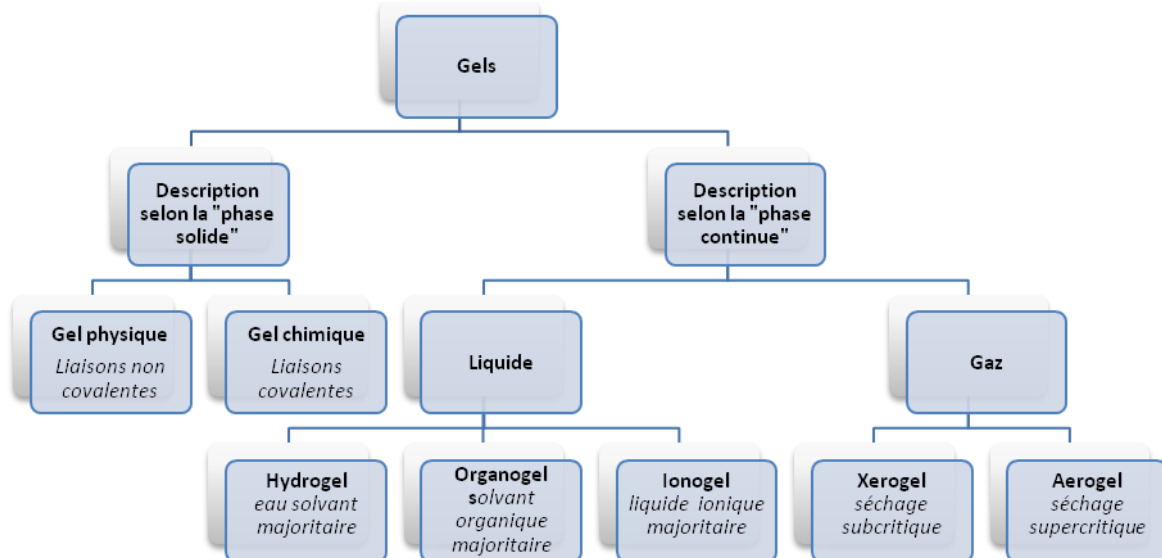 Gels
Description
selon la "phase
solide"
Description
selon la "phase
continue"
Gel physique
Liaisons non
covalentes
Gel chimique
Liaisons
covalentes
Liquide
Gaz
Hydrogel
eau solvant
majoritaire
Organogel
solvant
organique
majoritaire
Ionogel
liquide ionique
majoritaire
Xerogel
séchage
subcritique
Aerogel
séchage
supercritique